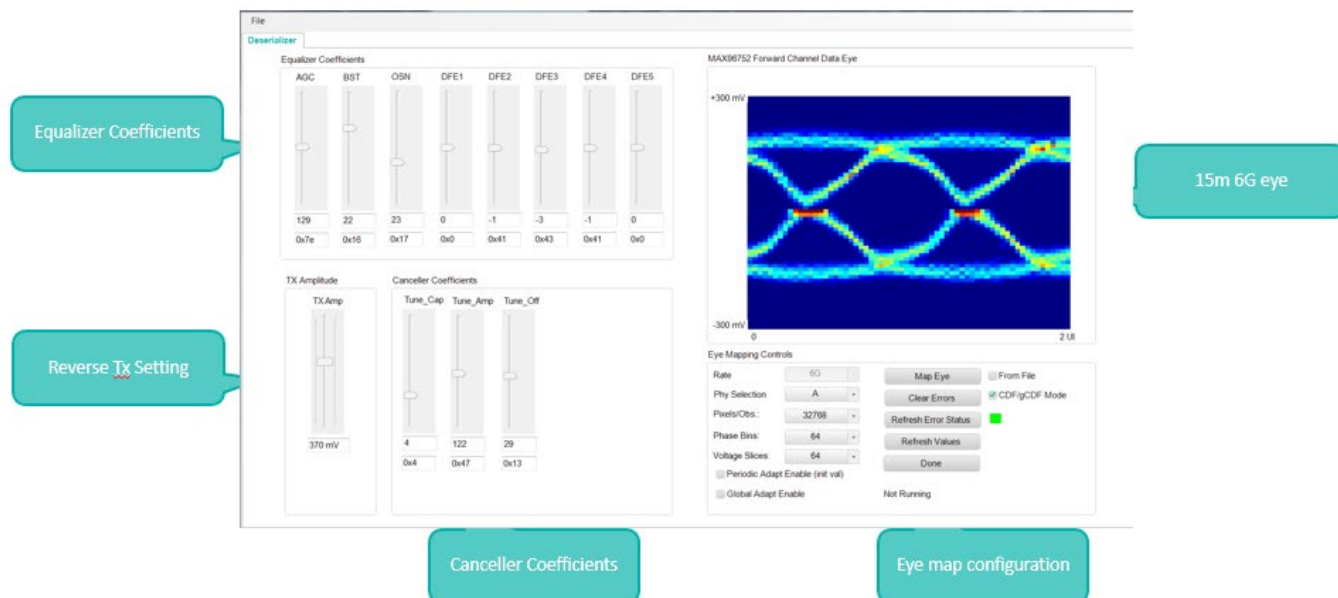 File
Deserializer
Equalizer Coefficients
AGC BST OSN DFE1 DFE2 DFE3 DFE4 DFE5
129 22 23 0 -1 -3 -1 0
0x7e 0x16 0x17 0x0 0x41 0x43 0x41 0x0
TX Amplitude
TXAmp
370 mV
Canceller Coefficients
Tune_Cap Tune_Amp Tune_Off
4 122 29
0x4 0x47 0x13
MAX96752 Forward Channel Data Eye
+300 mV
-300 mV
0 2 UI
Eye Mapping Controls
Rate 6G Map Eye From File
Phy Selection A Clear Errors CDF/gCDF Mode
Pixels/Obs.: 32768 Refresh Error Status
Phase Bins: 64 Refresh Values
Voltage Slices: 64 Done
Periodic Adapt Enable (init val)
Global Adapt Enable Not Running
Equalizer Coefficients
15m 6G eye
Reverse Tx Setting
Canceller Coefficients
Eye map configuration